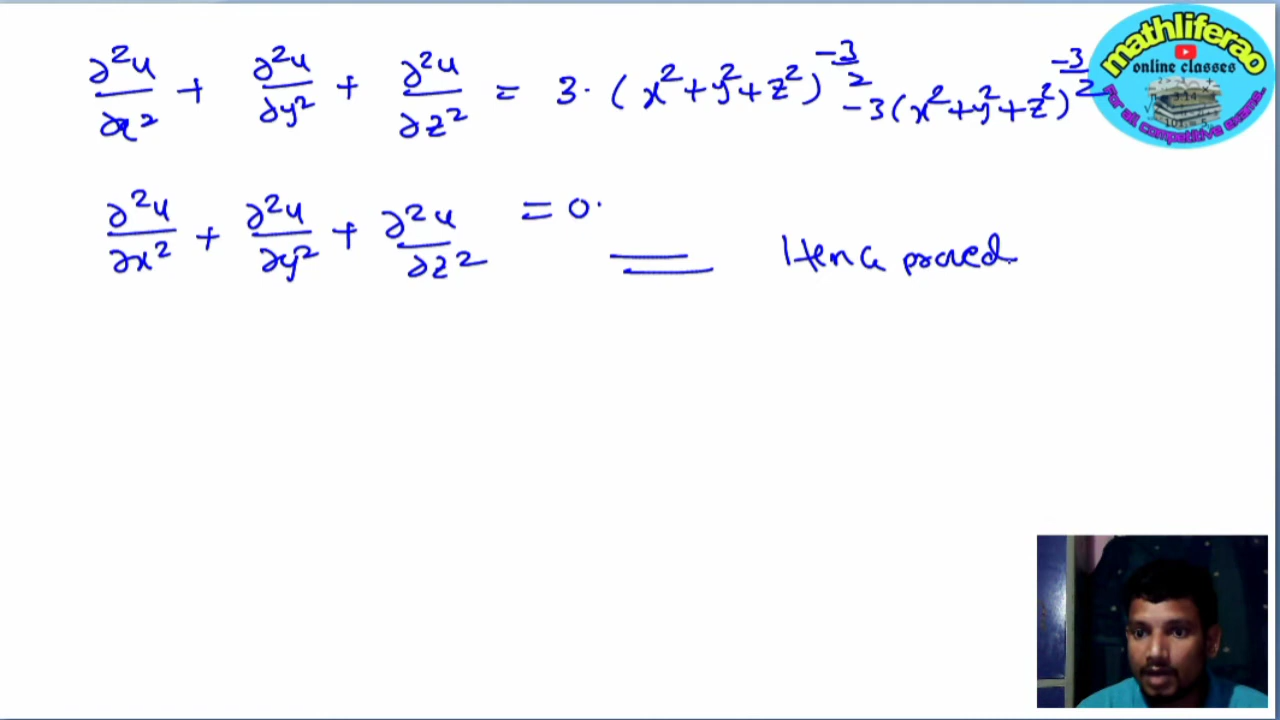 ∂²u/∂x² + ∂²u/∂y² + ∂²u/∂z² = 3·(x²+y²+z²)^(-3/2) -3(x²+y²+z²)^(-3/2)
∂²u/∂x² + ∂²u/∂y² + ∂²u/∂z² = 0·
Hence proved
mathliferao
online classes
For all competitive exams.